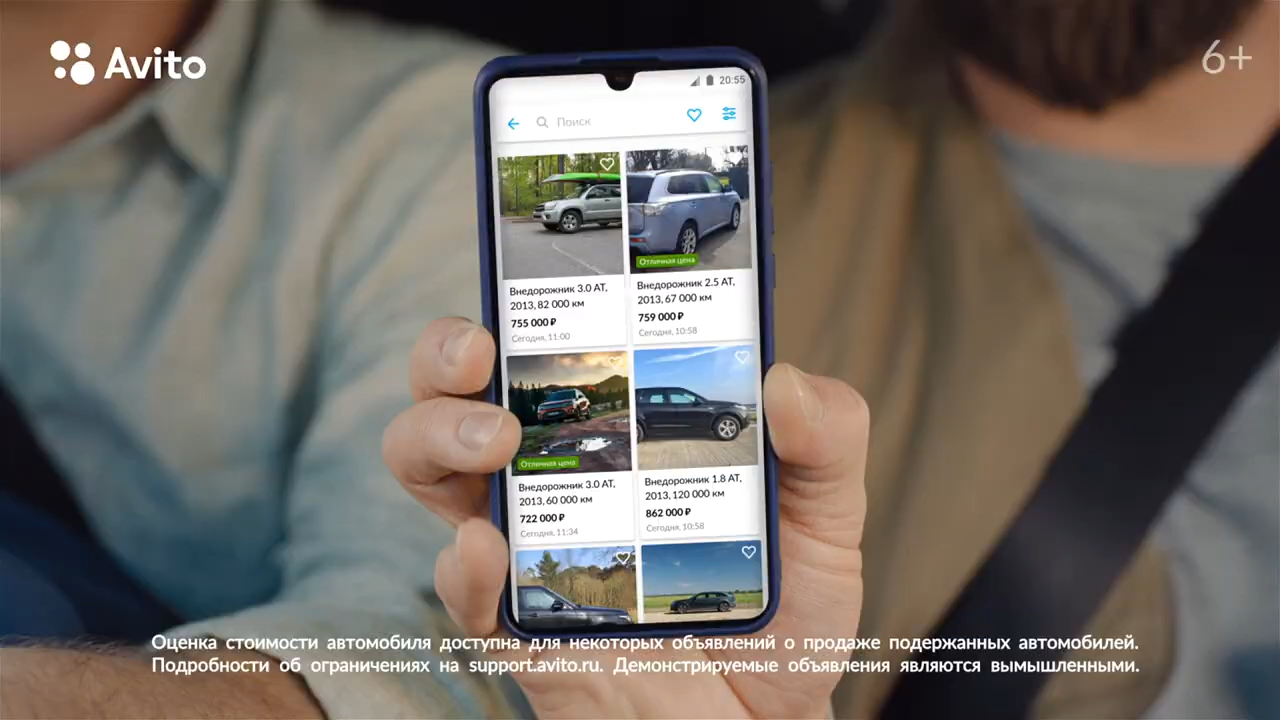 Avito
6+
20:55
Поиск
Отличная цена
Внедорожник 3.0 AT,
2013, 82 000 км
755 000 ₽
Сегодня, 11:00
Внедорожник 2.5 AT,
2013, 67 000 км
759 000 ₽
Сегодня, 10:58
Отличная цена
Внедорожник 3.0 AT,
2013, 60 000 км
722 000 ₽
Сегодня, 11:34
Внедорожник 1.8 AT,
2013, 120 000 км
862 000 ₽
Сегодня, 10:58
Оценка стоимости автомобиля доступна для некоторых объявлений о продаже подержанных автомобилей.
Подробности об ограничениях на support.avito.ru. Демонстрируемые объявления являются вымышленными.